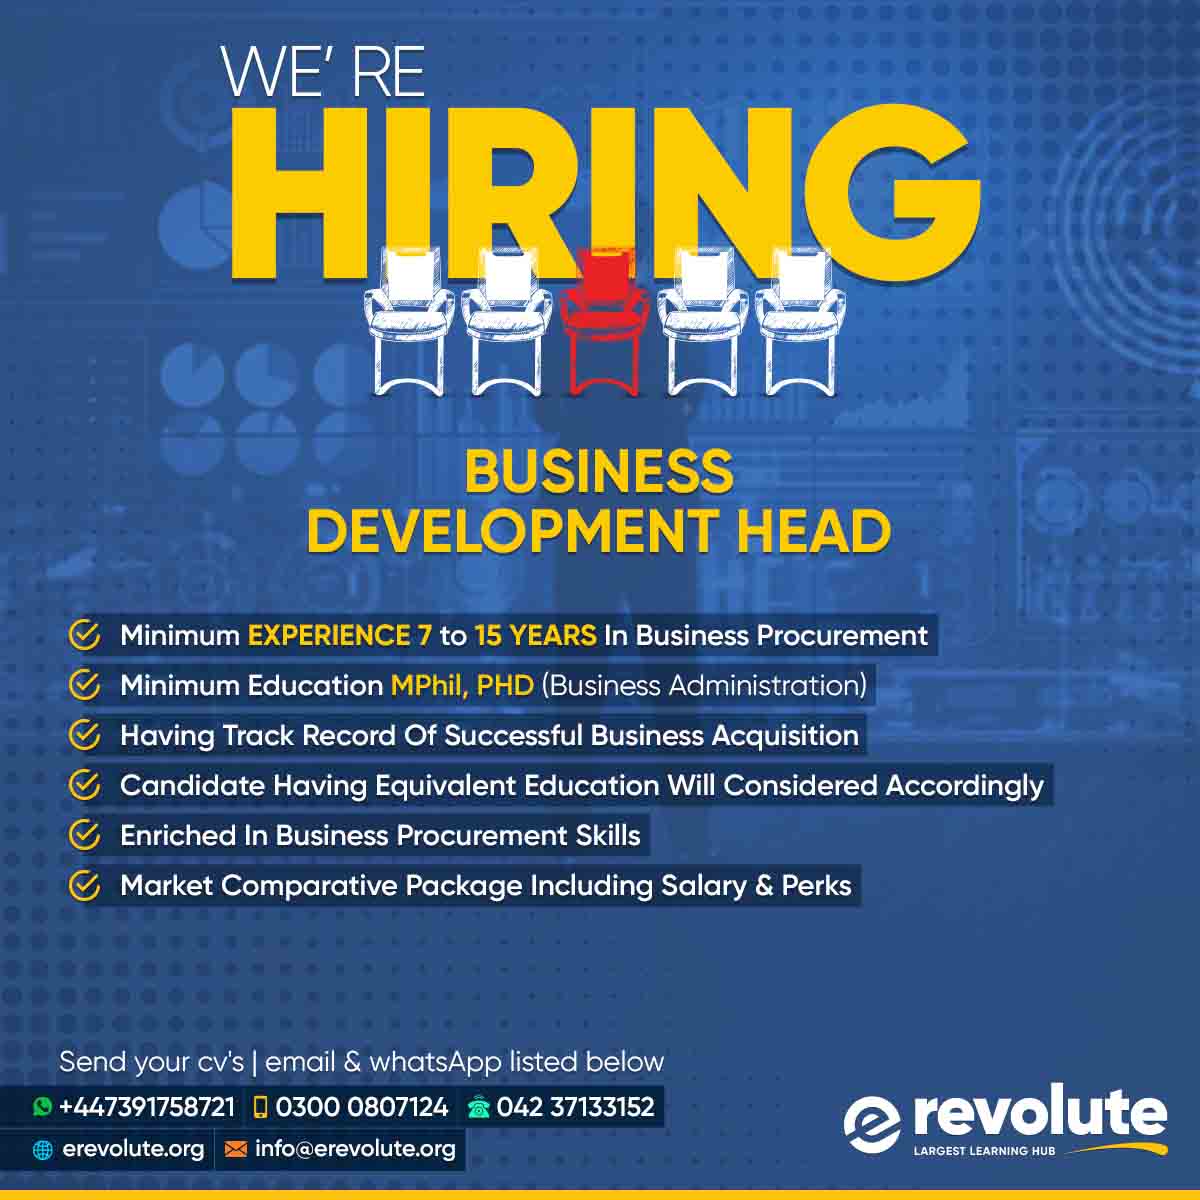 WE' RE
HIRING
BUSINESS
DEVELOPMENT HEAD
Minimum EXPERIENCE 7 to 15 YEARS In Business Procurement
Minimum Education MPhil, PHD (Business Administration)
Having Track Record Of Successful Business Acquisition
Candidate Having Equivalent Education Will Considered Accordingly
Enriched In Business Procurement Skills
Market Comparative Package Including Salary & Perks
Send your cv's | email & whatsApp listed below
+447391758721 0300 0807124 042 37133152
erevolute.org info@erevolute.org
e revolute
LARGEST LEARNING HUB